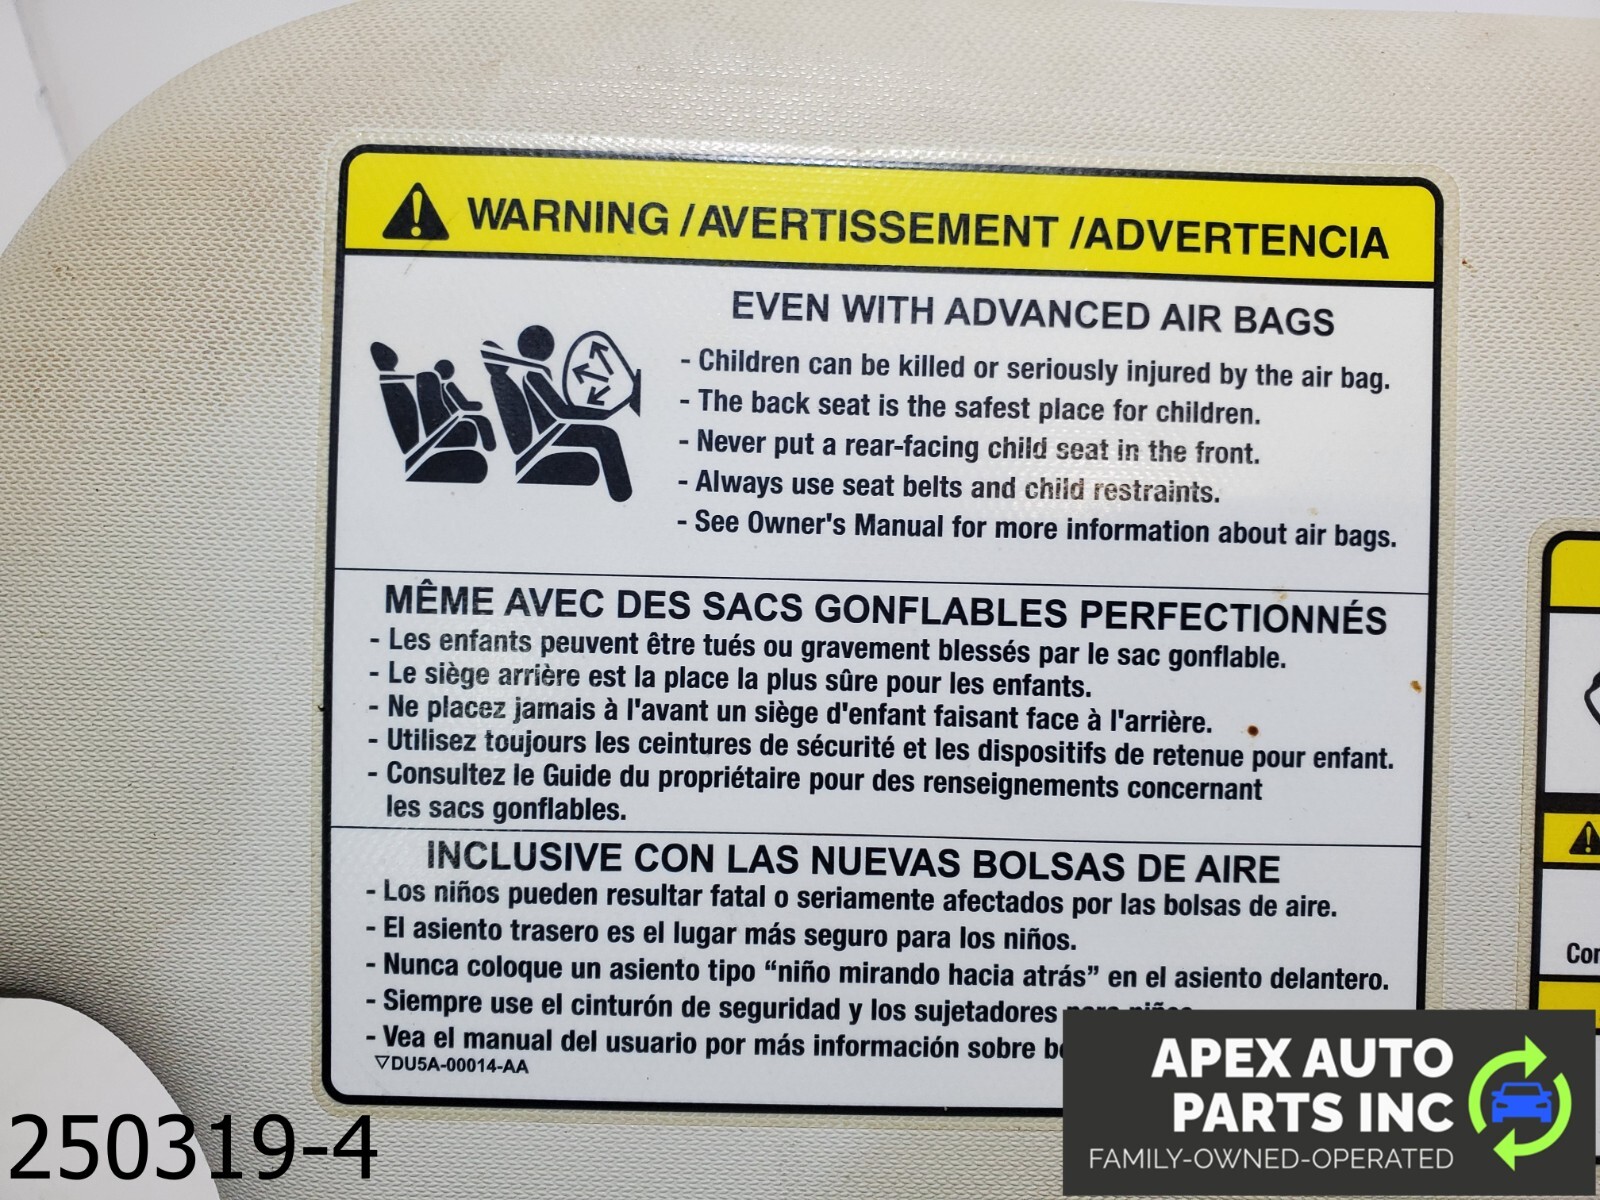 WARNING / AVERTISSEMENT / ADVERTENCIA
EVEN WITH ADVANCED AIR BAGS
- Children can be killed or seriously injured by the air bag.
- The back seat is the safest place for children.
- Never put a rear-facing child seat in the front.
- Always use seat belts and child restraints.
- See Owner's Manual for more information about air bags.
MÊME AVEC DES SACS GONFLABLES PERFECTIONNÉS
- Les enfants peuvent être tués ou gravement blessés par le sac gonflable.
- Le siège arrière est la place la plus sûre pour les enfants.
- Ne placez jamais à l'avant un siège d'enfant faisant face à l'arrière.
- Utilisez toujours les ceintures de sécurité et les dispositifs de retenue pour enfant.
- Consultez le Guide du propriétaire pour des renseignements concernant
les sacs gonflables.
INCLUSIVE CON LAS NUEVAS BOLSAS DE AIRE
- Los niños pueden resultar fatal o seriamente afectados por las bolsas de aire.
- El asiento trasero es el lugar más seguro para los niños.
- Nunca coloque un asiento tipo “niño mirando hacia atrás” en el asiento delantero.
- Siempre use el cinturón de seguridad y los sujetadores para niños.
- Vea el manual del usuario por más información sobre
DU5A-00014-AA
Con
APEX AUTO
PARTS INC
FAMILY-OWNED-OPERATED
250319-4